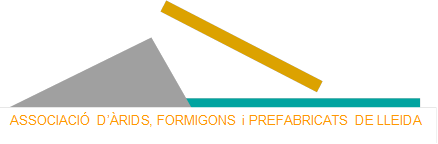 ASSOCIACIÓ D'ÀRIDS, FORMIGONS i PREFABRICATS DE LLEIDA